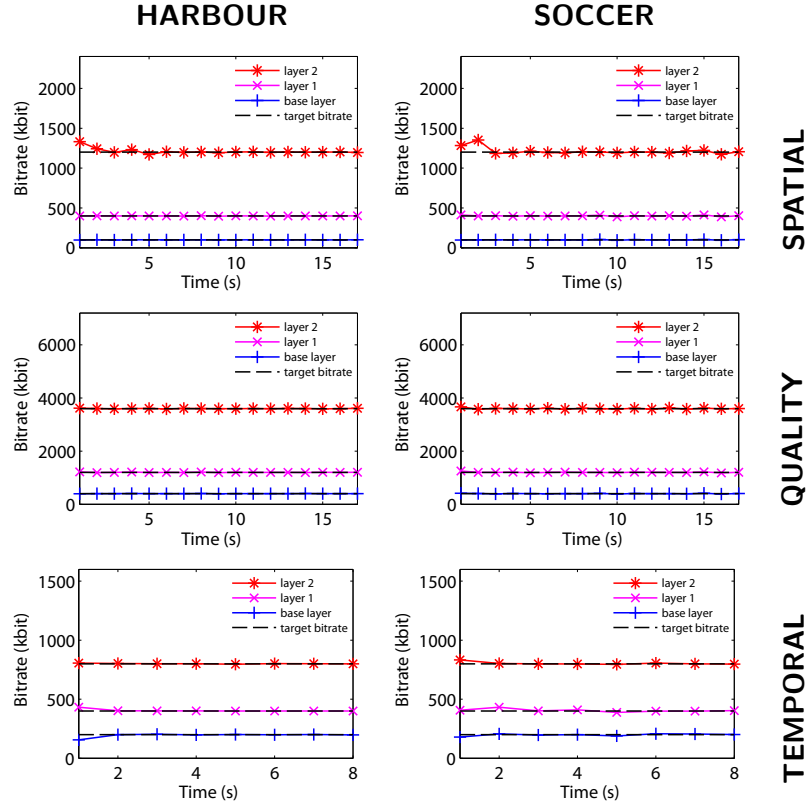 HARBOUR
SOCCER
2000
1500
1000
500
0
Bitrate (kbit)
layer 2
layer 1
base layer
target bitrate
5
10
15
Time (s)
2000
1500
1000
500
0
Bitrate (kbit)
layer 2
layer 1
base layer
target bitrate
5
10
15
Time (s)
SPATIAL
6000
4000
2000
0
Bitrate (kbit)
layer 2
layer 1
base layer
target bitrate
5
10
15
Time (s)
6000
4000
2000
0
Bitrate (kbit)
layer 2
layer 1
base layer
target bitrate
5
10
15
Time (s)
QUALITY
1500
1000
500
0
Bitrate (kbit)
layer 2
layer 1
base layer
target bitrate
2
4
6
8
Time (s)
1500
1000
500
0
Bitrate (kbit)
layer 2
layer 1
base layer
target bitrate
2
4
6
8
Time (s)
TEMPORAL